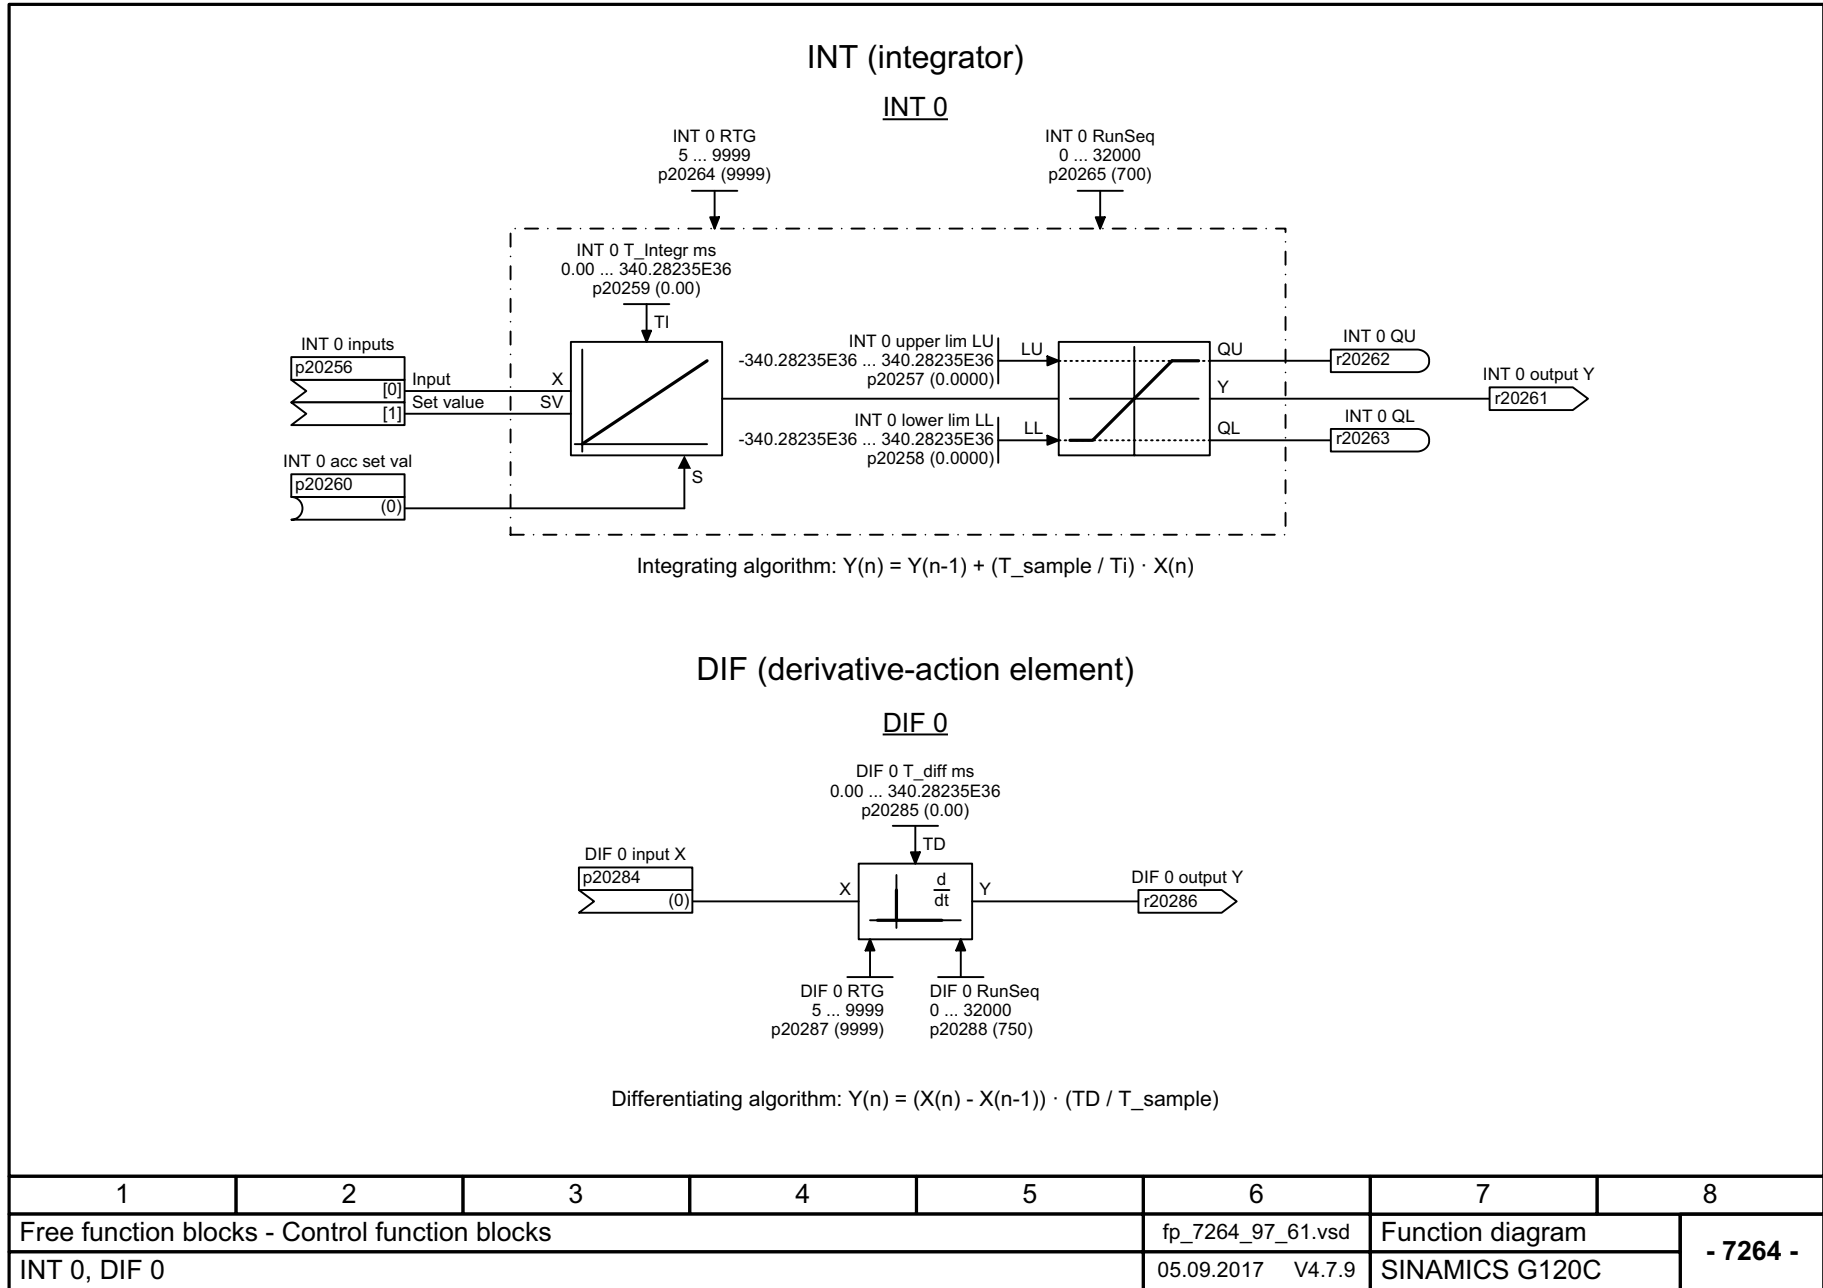 INT (integrator)
INT 0
INT 0 RTG
5 ... 9999
p20264 (9999)
INT 0 RunSeq
0 ... 32000
p20265 (700)
INT 0 T_Integr ms
0.00 ... 340.28235E36
p20259 (0.00)
TI
INT 0 inputs
p20256
[0]
[1]
Input
Set value
X
SV
INT 0 acc set val
p20260
(0)
S
INT 0 upper lim LU
-340.28235E36 ... 340.28235E36
p20257 (0.0000)
LU
INT 0 lower lim LL
-340.28235E36 ... 340.28235E36
p20258 (0.0000)
LL
QU
Y
QL
INT 0 QU
r20262
INT 0 output Y
r20261
INT 0 QL
r20263
Integrating algorithm: Y(n) = Y(n-1) + (T_sample / Ti) · X(n)
DIF (derivative-action element)
DIF 0
DIF 0 T_diff ms
0.00 ... 340.28235E36
p20285 (0.00)
TD
DIF 0 input X
p20284
(0)
X
d
dt
Y
DIF 0 output Y
r20286
DIF 0 RTG
5 ... 9999
p20287 (9999)
DIF 0 RunSeq
0 ... 32000
p20288 (750)
Differentiating algorithm: Y(n) = (X(n) - X(n-1)) · (TD / T_sample)
1 2 3 4 5 6 7 8
Free function blocks - Control function blocks
fp_7264_97_61.vsd
Function diagram
- 7264 -
INT 0, DIF 0
05.09.2017 V4.7.9
SINAMICS G120C